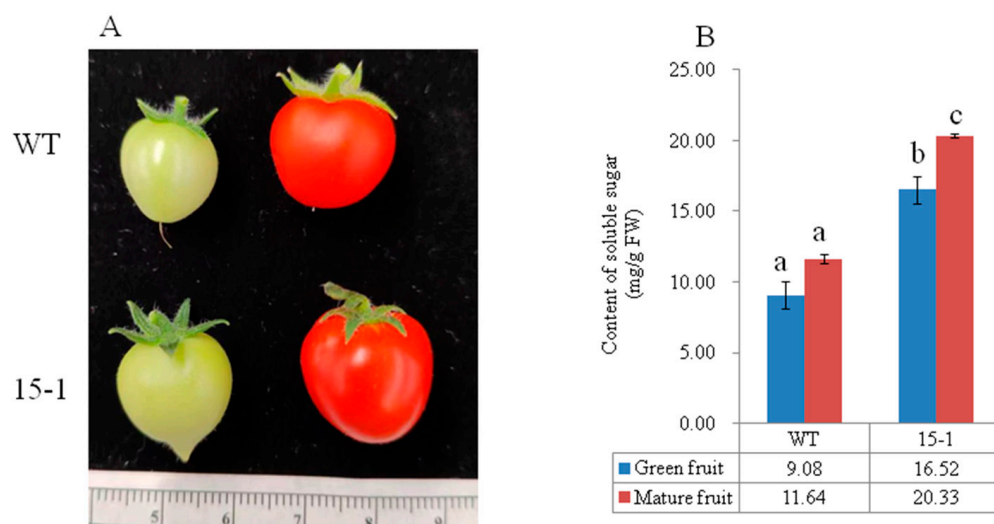 A
WT
15-1
5
6
7
8
9
B
Content of soluble sugar
(mg/g FW)
25.00
20.00
15.00
10.00
5.00
0.00
a
a
b
c
WT
15-1
Green fruit
9.08
16.52
Mature fruit
11.64
20.33